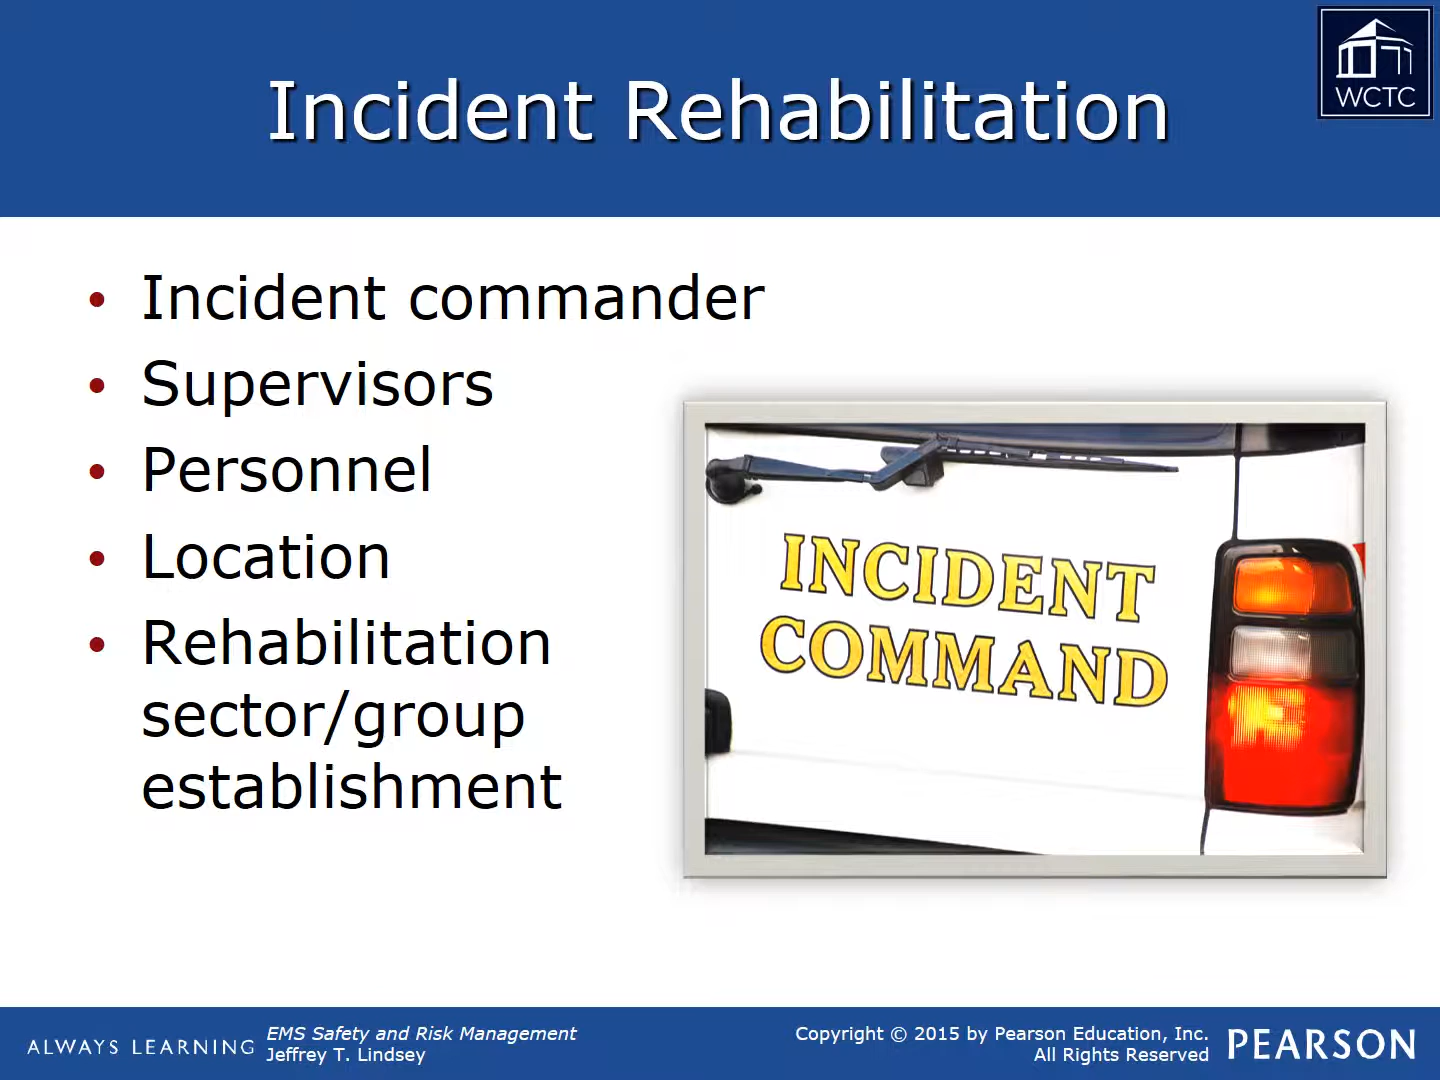 WCTC
Incident Rehabilitation
• Incident commander
• Supervisors
• Personnel
• Location
• Rehabilitation
sector/group
establishment
INCIDENT
COMMAND
ALWAYS LEARNING
EMS Safety and Risk Management
Jeffrey T. Lindsey
Copyright © 2015 by Pearson Education, Inc.
All Rights Reserved
PEARSON